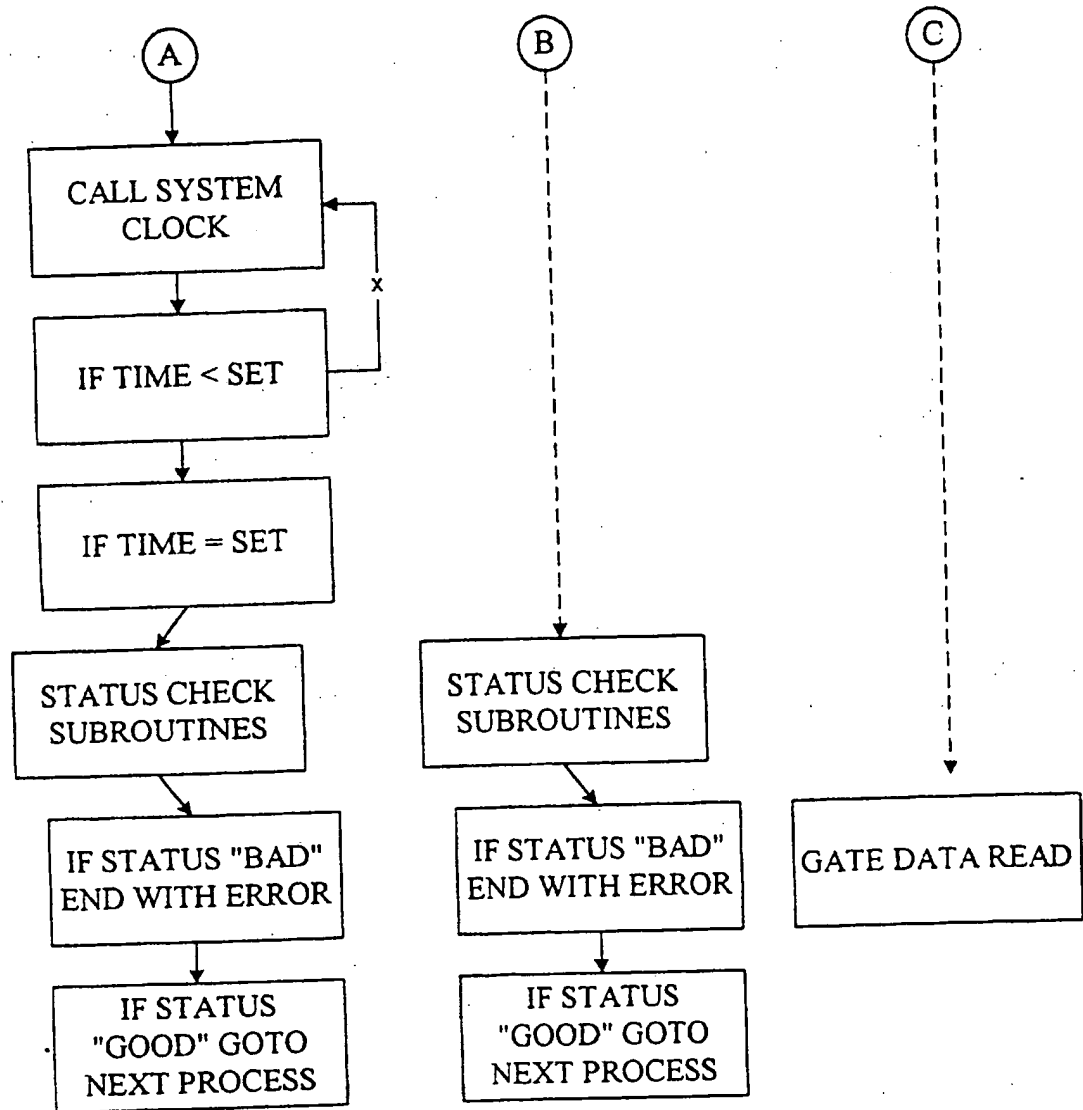 A
B
C
CALL SYSTEM
CLOCK
x
IF TIME < SET
IF TIME = SET
STATUS CHECK
SUBROUTINES
IF STATUS "BAD"
END WITH ERROR
IF STATUS
"GOOD" GOTO
NEXT PROCESS
STATUS CHECK
SUBROUTINES
IF STATUS "BAD"
END WITH ERROR
IF STATUS
"GOOD" GOTO
NEXT PROCESS
GATE DATA READ